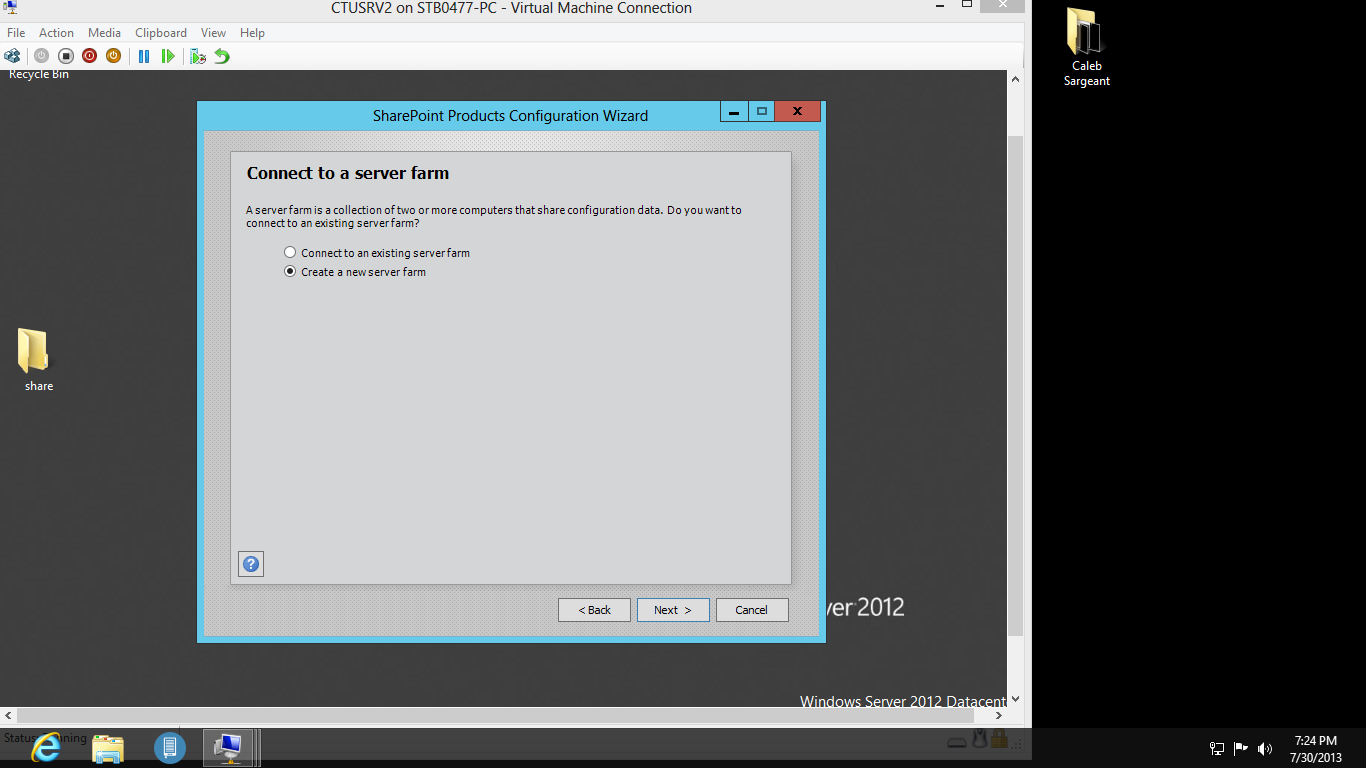 CTUSRV2 on STB0477-PC - Virtual Machine Connection
File Action Media Clipboard View Help
Recycle Bin
Caleb
Sargeant
SharePoint Products Configuration Wizard
Connect to a server farm
A server farm is a collection of two or more computers that share configuration data. Do you want to
connect to an existing server farm?
Connect to an existing server farm
Create a new server farm
share
< Back
Next >
Cancel
ver 2012
Windows Server 2012 Datacent
Status:
ning
7:24 PM
7/30/2013